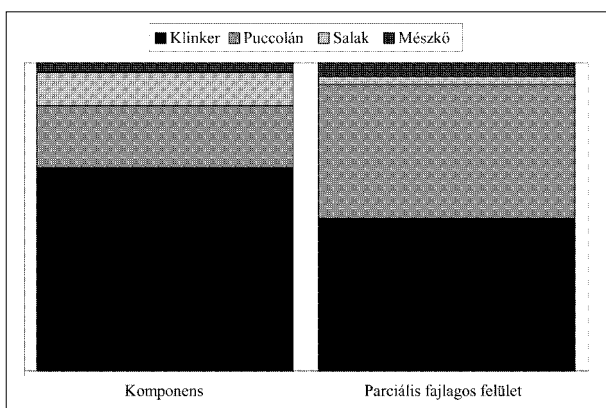 Klinker Puccolán Salak Mészkő
Komponens Parciális fajlagos felület